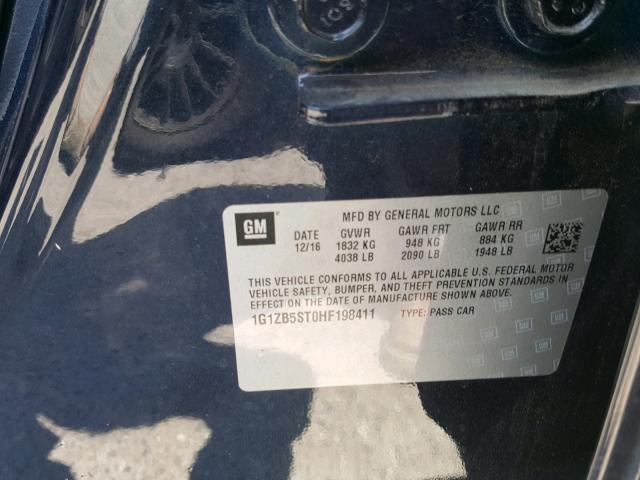 GM
MFD BY GENERAL MOTORS LLC
DATE GVWR GAWR FRT GAWR RR
12/16 1832 KG 948 KG 884 KG
4038 LB 2090 LB 1948 LB
THIS VEHICLE CONFORMS TO ALL APPLICABLE U.S. FEDERAL MOTOR
VEHICLE SAFETY, BUMPER, AND THEFT PREVENTION STANDARDS
IN EFFECT ON THE DATE OF MANUFACTURE SHOWN ABOVE.
1G1ZB5ST0HF198411 TYPE: PASS CAR